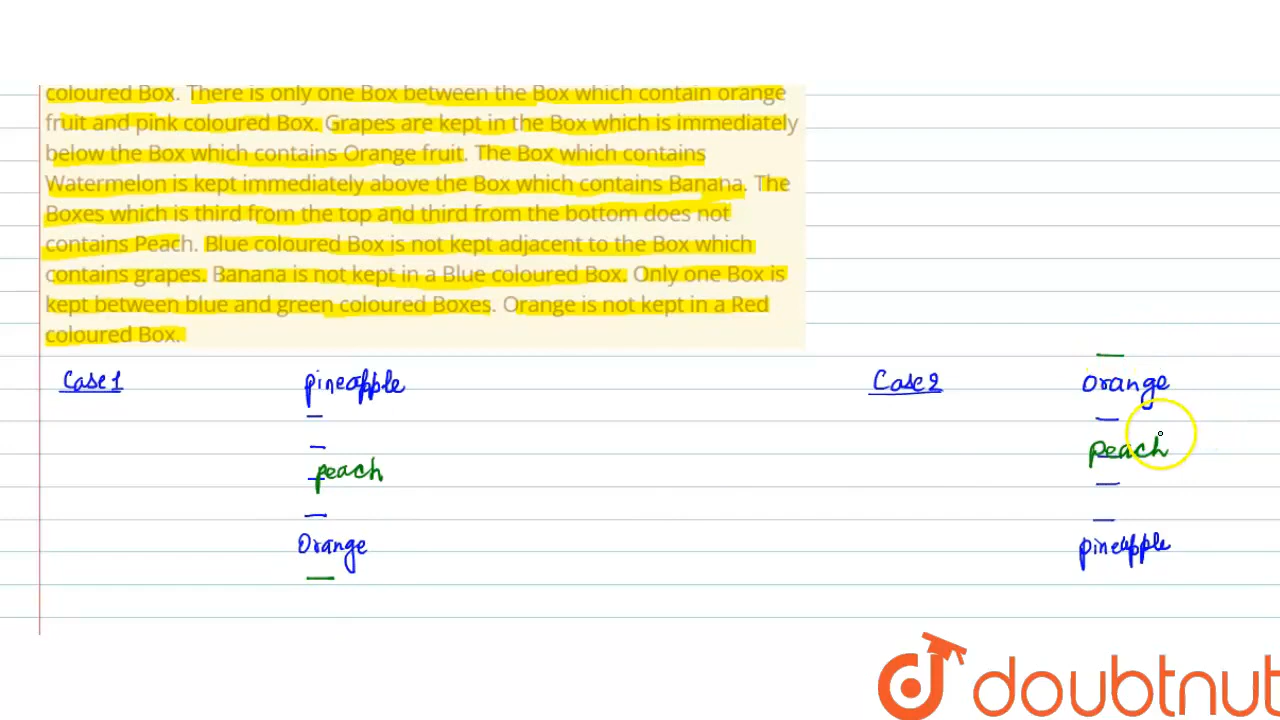 coloured Box. There is only one Box between the Box which contain orange
fruit and pink coloured Box. Grapes are kept in the Box which is immediately
below the Box which contains Orange fruit. The Box which contains
Watermelon is kept immediately above the Box which contains Banana. The
Boxes which is third from the top and third from the bottom does not
contains Peach. Blue coloured Box is not kept adjacent to the Box which
contains grapes. Banana is not kept in a Blue coloured Box. Only one Box is
kept between blue and green coloured Boxes. Orange is not kept in a Red
coloured Box.
Case1 pineapple Case2 Orange
peach peach
Orange pineapple
doubtnut